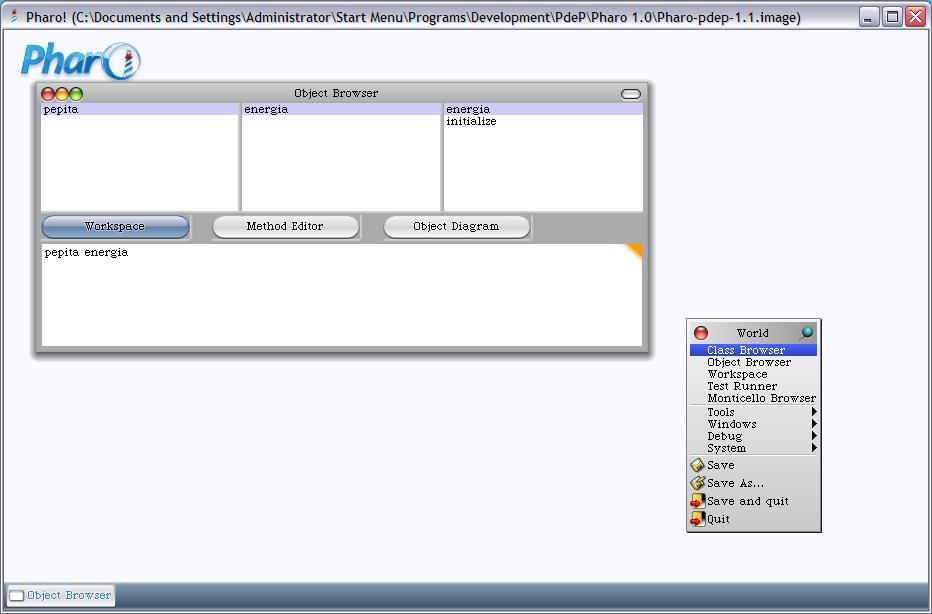 Pharo! (C:\Documents and Settings\Administrator\Start Menu\Programs\Development\PdeP\Pharo 1.0\Pharo-pdep-1.1.image)
Pharo
Object Browser
pepita
energia
energia
initialize
Workspace
Method Editor
Object Diagram
pepita energia
World
Class Browser
Object Browser
Workspace
Test Runner
Monticello Browser
Tools
Windows
Debug
System
Save
Save As...
Save and quit
Quit
Object Browser